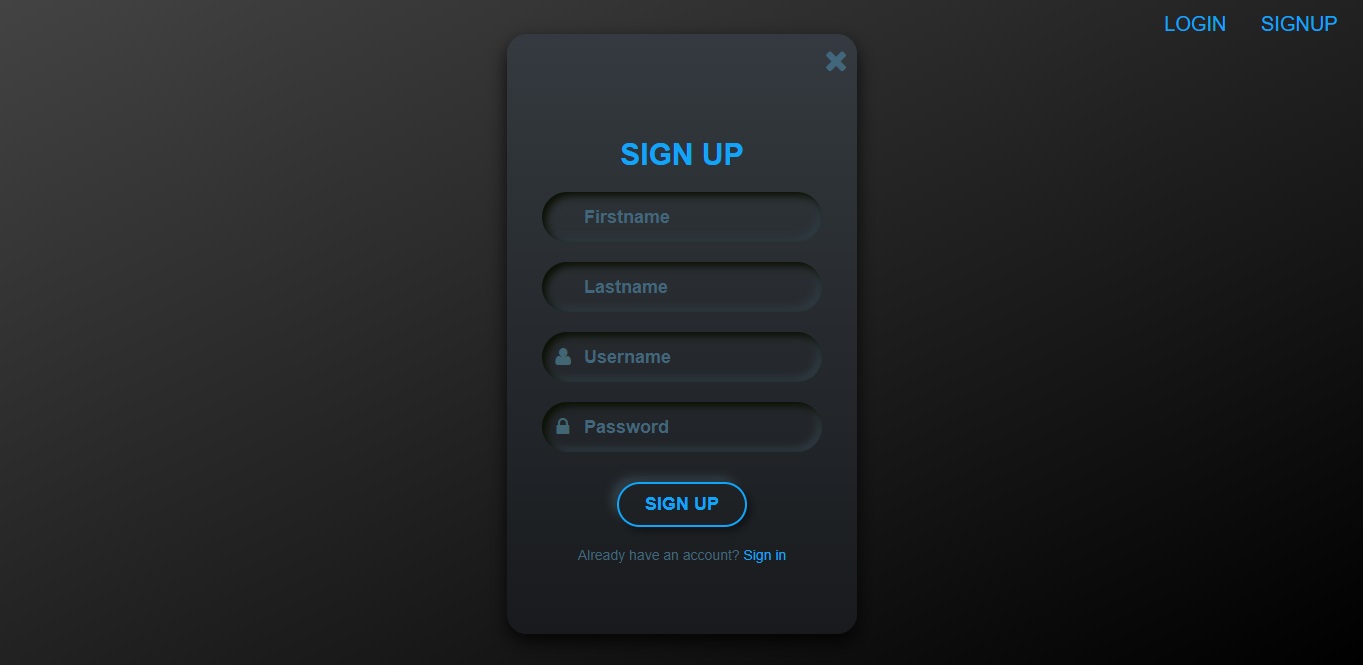 LOGIN SIGNUP
SIGN UP
Firstname
Lastname
Username
Password
SIGN UP
Already have an account? Sign in